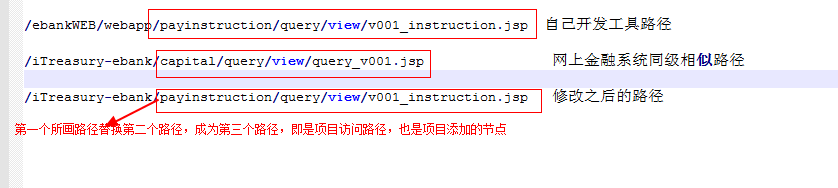 /ebankWEB/webapp/payinstruction/query/view/v001_instruction.jsp 自己开发工具路径
/iTreasury-ebank/capital/query/view/query_v001.jsp 网上金融系统同级相似路径
/iTreasury-ebank/payinstruction/query/view/v001_instruction.jsp 修改之后的路径
第一个所画路径替换第二个路径，成为第三个路径，即是项目访问路径，也是项目添加的节点